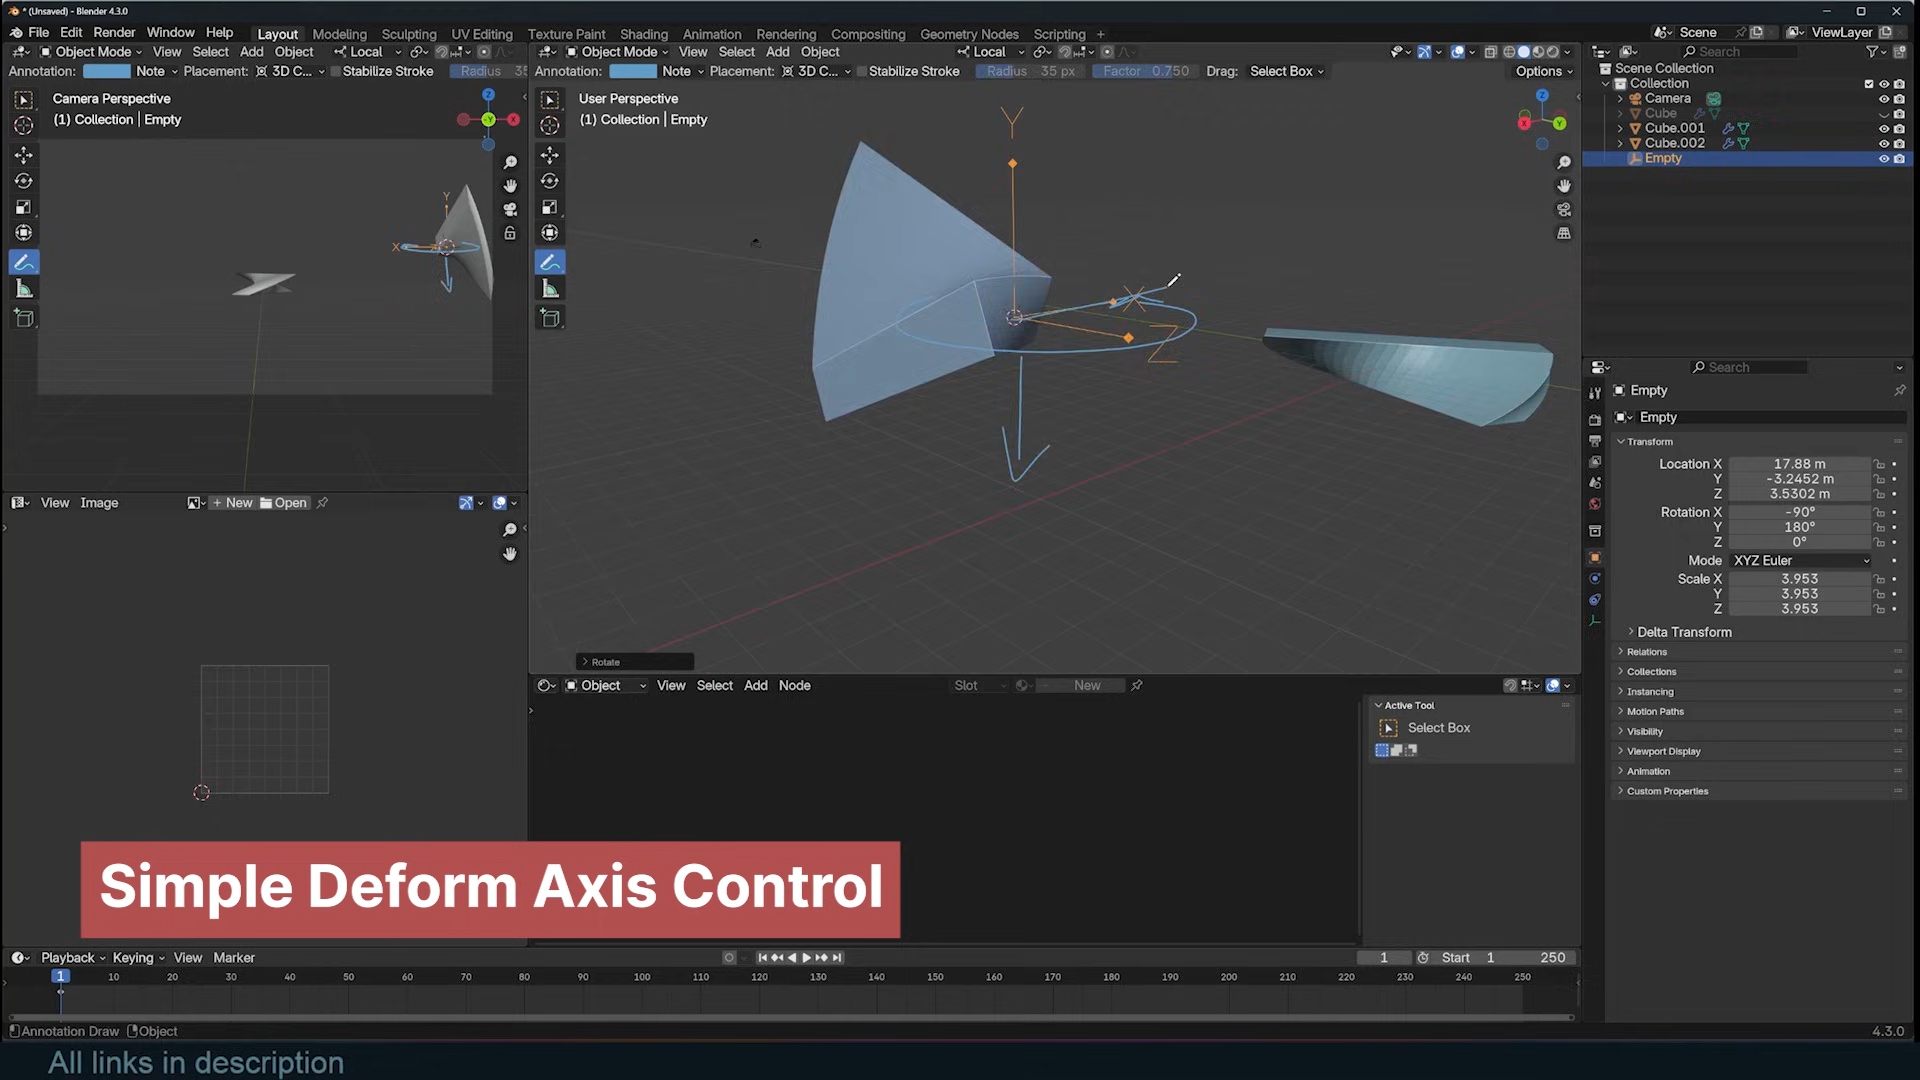 * (Unsaved) - Blender 4.3.0
File Edit Render Window Help Layout Modeling Sculpting UV Editing Texture Paint Shading Animation Rendering Compositing Geometry Nodes Scripting + Scene ViewLayer
Object Mode View Select Add Object Local
Object Mode View Select Add Object Local
Search
Annotation: Note Placement: 3D C... Stabilize Stroke Radius 35
Annotation: Note Placement: 3D C... Stabilize Stroke Radius 35 px Factor 0.750 Drag: Select Box Options
Scene Collection
Collection
Camera
Cube
Cube.001
Cube.002
Empty
Camera Perspective
(1) Collection | Empty
User Perspective
(1) Collection | Empty
Z
X
-Y
Z
X
Y
Y
X
Z
Y
X
Z
Rotate
Search
Empty
Empty
Transform
Location X 17.88 m
Y -3.2452 m
Z 3.5302 m
Rotation X -90°
Y 180°
Z 0°
Mode XYZ Euler
Scale X 3.953
Y 3.953
Z 3.953
Delta Transform
Relations
Collections
Instancing
Motion Paths
Visibility
Viewport Display
Animation
Custom Properties
View Image + New Open
Object View Select Add Node Slot New
Active Tool
Select Box
Simple Deform Axis Control
Playback Keying View Marker 1 Start 1 250
1 10 20 30 40 50 60 70 80 90 100 110 120 130 140 150 160 170 180 190 200 210 220 230 240 250
Annotation Draw Object 4.3.0
All links in description